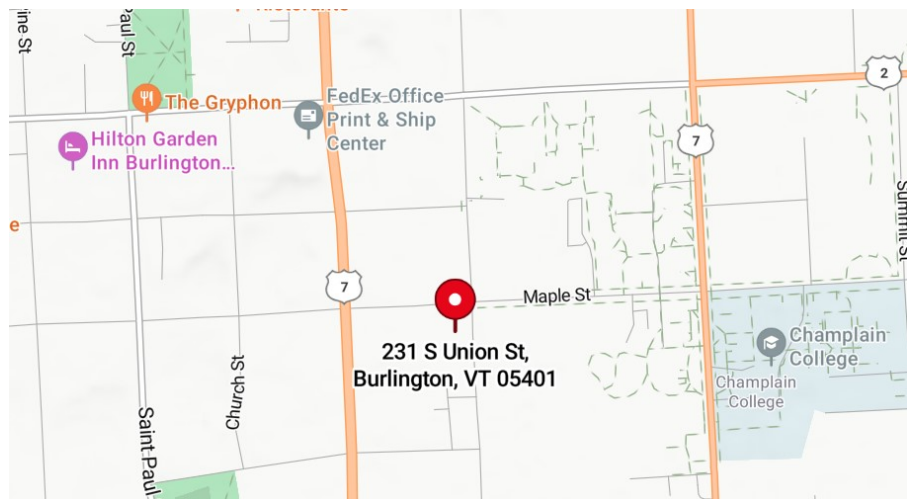 ine St
Paul St
Ristorante
2
The Gryphon
FedEx Office
Print & Ship
Center
7
Hilton Garden
Inn Burlington...
Summit St
e
7
Maple St
Champlain
College
231 S Union St,
Burlington, VT 05401
Champlain
College
Church St
Saint Paul